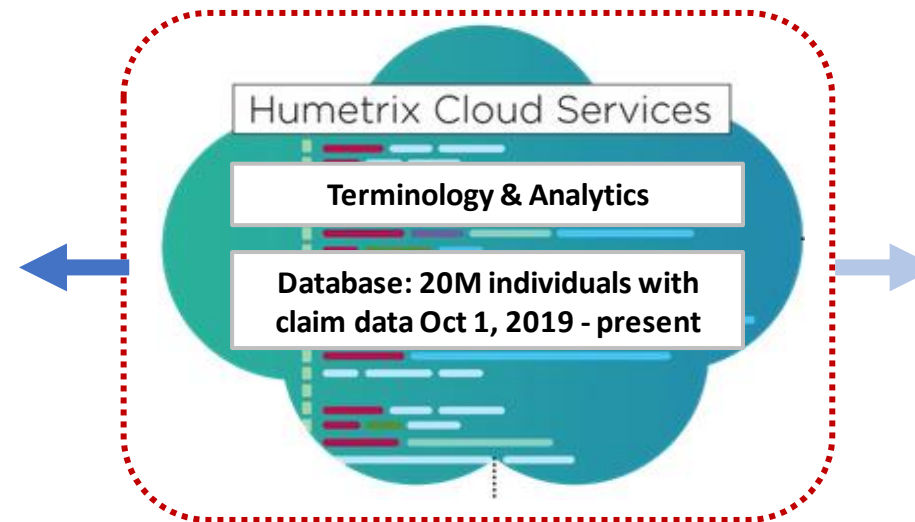 Humetrix Cloud Services
Terminology & Analytics
Database: 20M individuals with
claim data Oct 1, 2019 - present